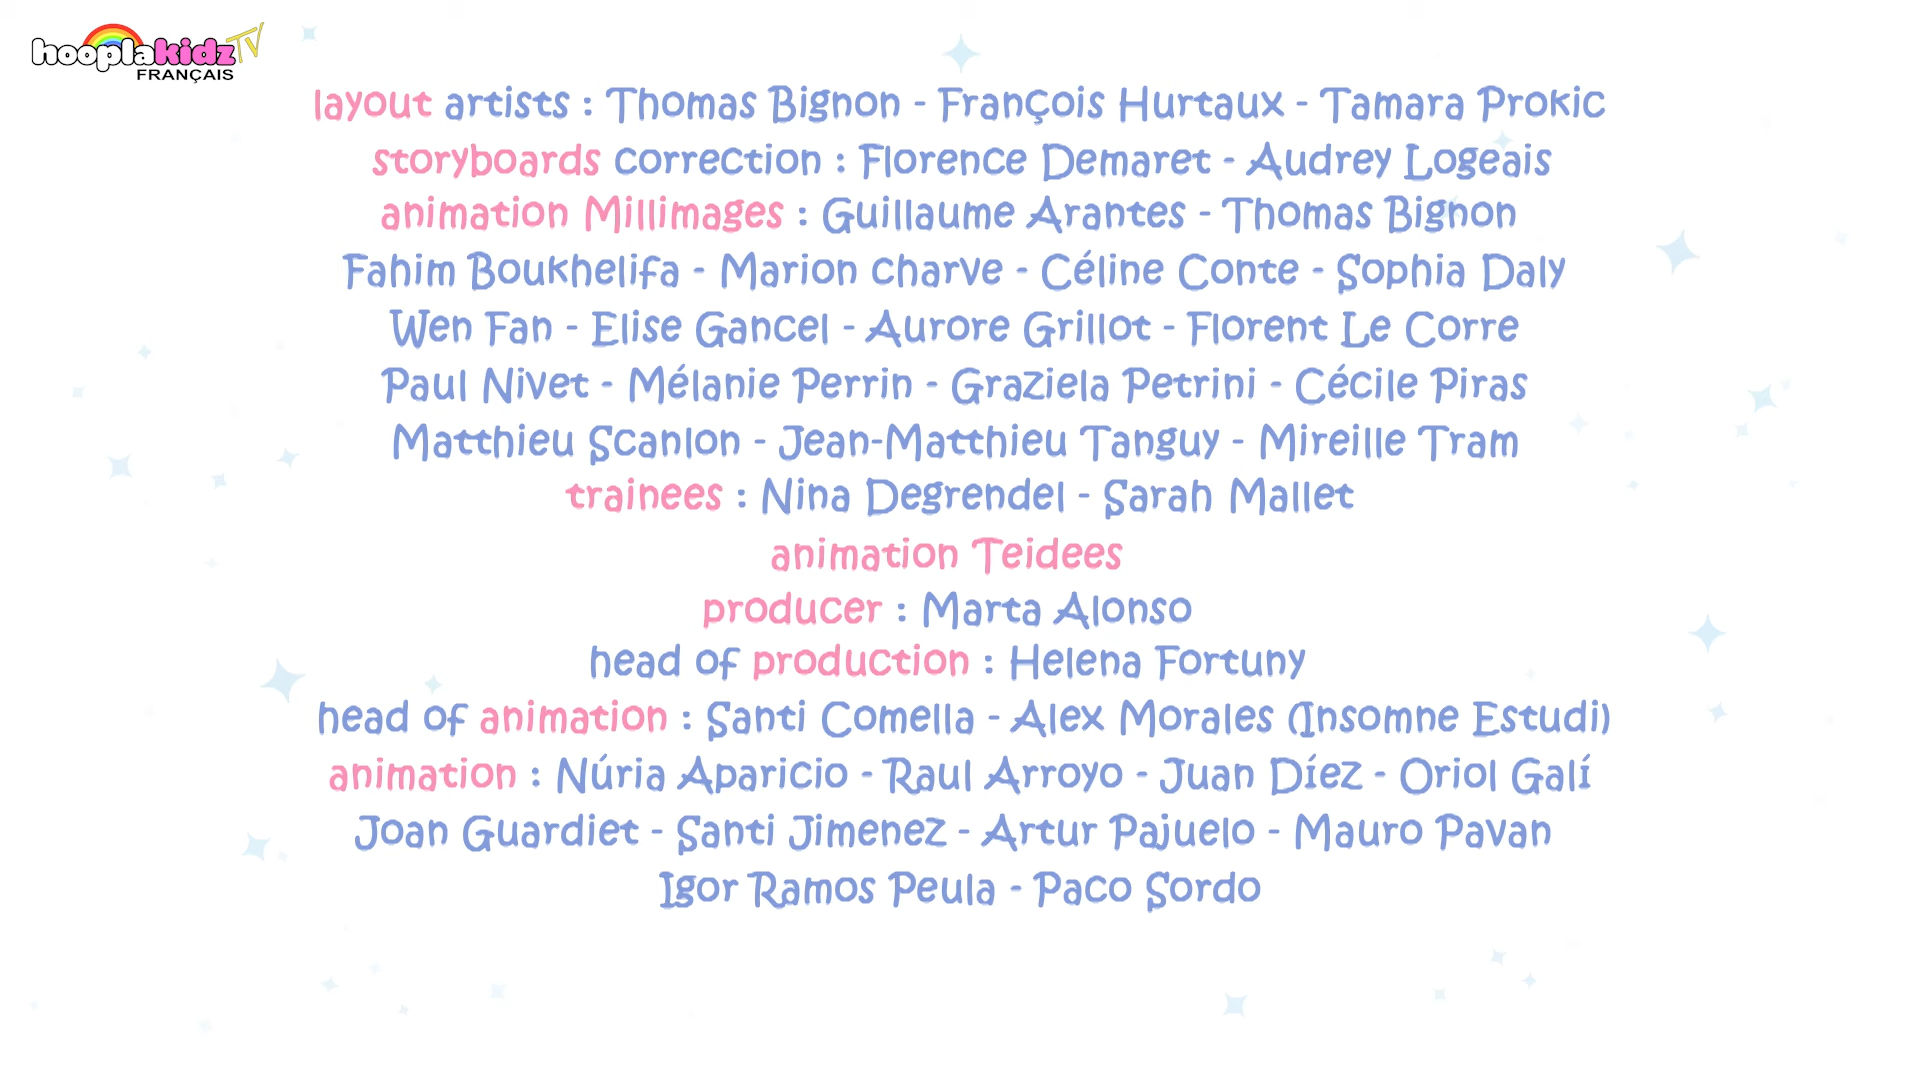 hooplakidz TV
FRANÇAIS
layout artists : Thomas Bignon - François Hurtaux - Tamara Prokic
storyboards correction : Florence Demaret - Audrey Logeais
animation Millimages : Guillaume Arantes - Thomas Bignon
Fahim Boukhelifa - Marion charve - Céline Conte - Sophia Daly
Wen Fan - Elise Gancel - Aurore Grillot - Florent Le Corre
Paul Nivet - Mélanie Perrin - Graziela Petrini - Cécile Piras
Matthieu Scanlon - Jean-Matthieu Tanguy - Mireille Tram
trainees : Nina Degrendel - Sarah Mallet
animation Teidees
producer : Marta Alonso
head of production : Helena Fortuny
head of animation : Santi Comella - Alex Morales (Insomne Estudi)
animation : Núria Aparicio - Raul Arroyo - Juan Díez - Oriol Galí
Joan Guardiet - Santi Jimenez - Artur Pajuelo - Mauro Pavan
Igor Ramos Peula - Paco Sordo